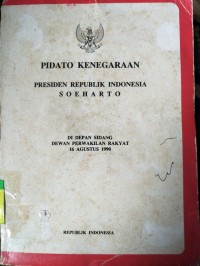 PIDATO KENEGARAAN
PRESIDEN REPUBLIK INDONESIA
SOEHARTO
DI DEPAN SIDANG
DEWAN PERWAKILAN RAKYAT
16 AGUSTUS 1990
REPUBLIK INDONESIA